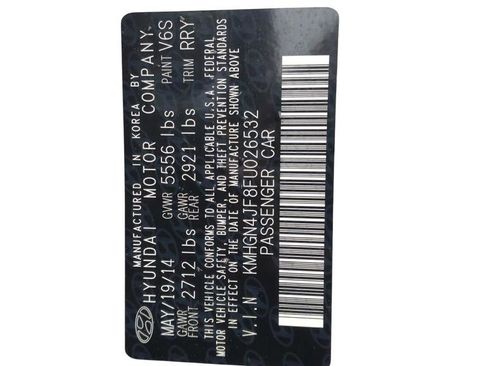 MANUFACTURED IN KOREA BY
HYUNDAI MOTOR COMPANY
MAY/19/14 GVWR 5556 lbs PAINT V6S
GAWR FRONT 2712 lbs GAWR REAR 2921 lbs TRIM RRY
THIS VEHICLE CONFORMS TO ALL APPLICABLE U.S.A. FEDERAL
MOTOR VEHICLE SAFETY, BUMPER, AND THEFT PREVENTION STANDARDS
IN EFFECT ON THE DATE OF MANUFACTURE SHOWN ABOVE
V.I.N KMHGN4JF8FU026532
PASSENGER CAR